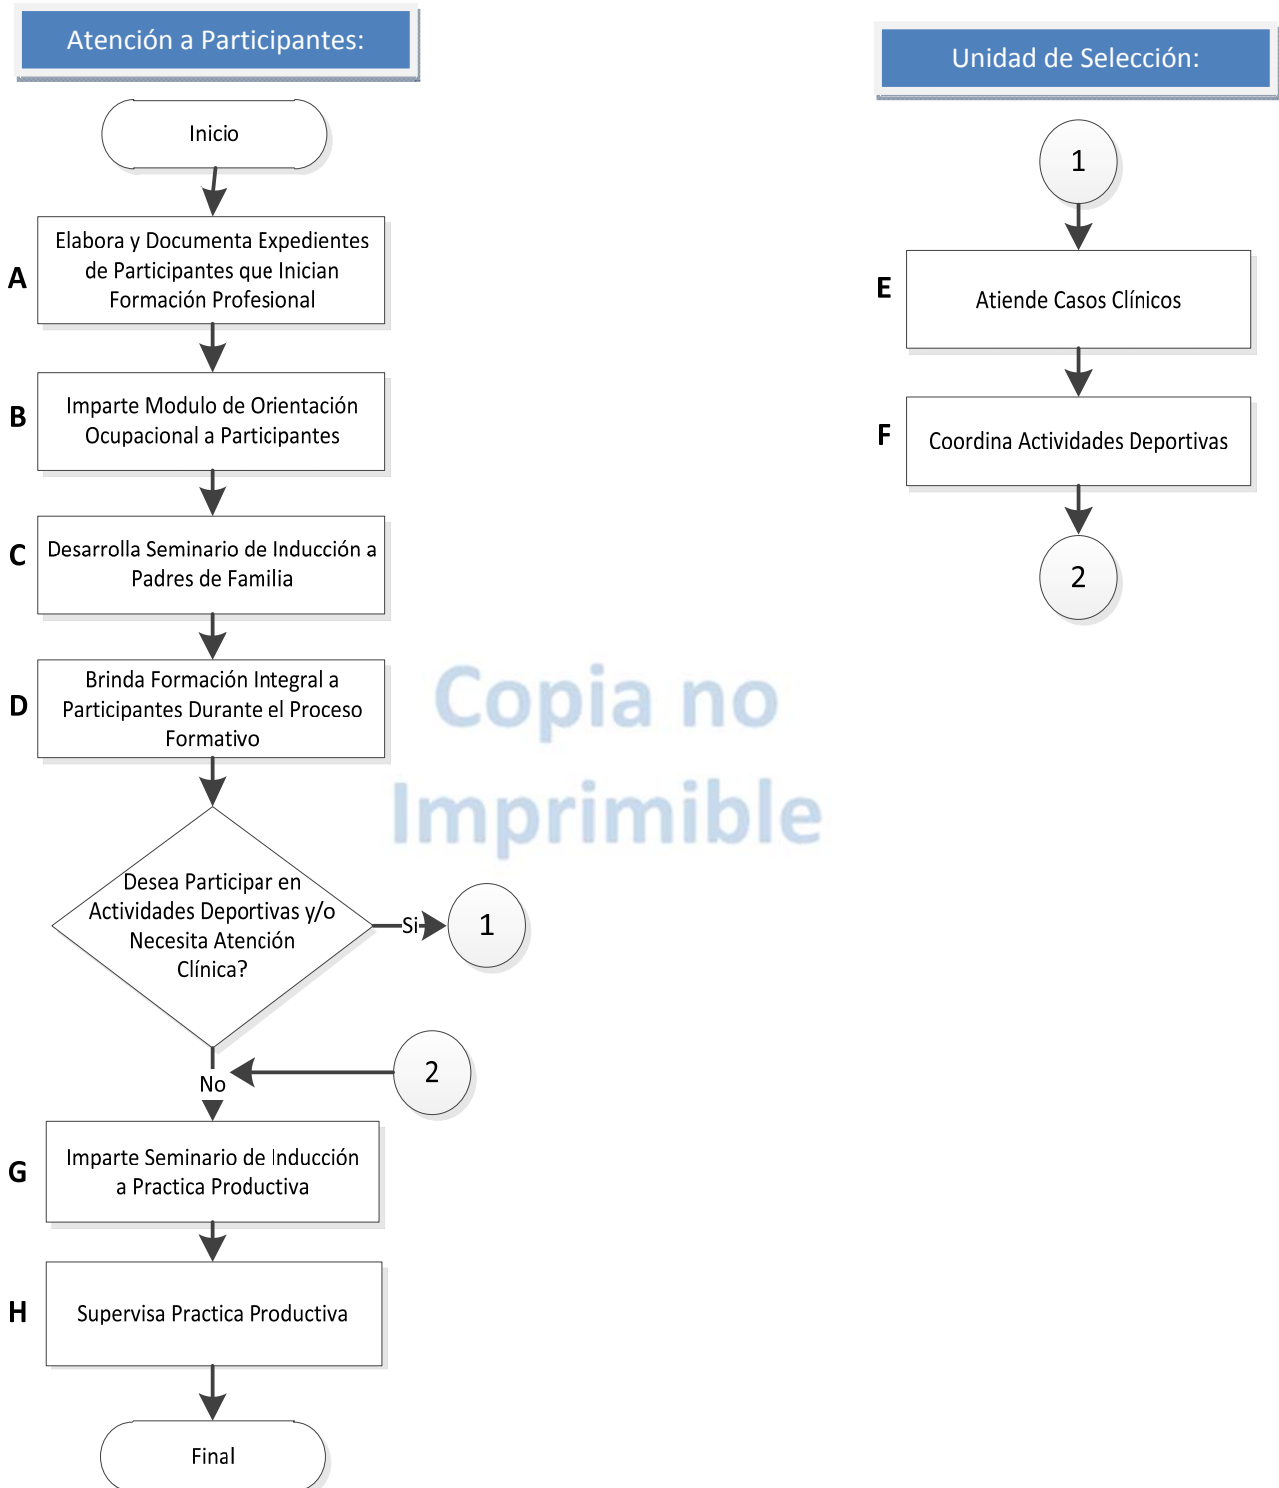 Atención a Participantes:
Inicio
A
Elabora y Documenta Expedientes
de Participantes que Inician
Formación Profesional
B
Imparte Modulo de Orientación
Ocupacional a Participantes
C
Desarrolla Seminario de Inducción a
Padres de Familia
D
Brinda Formación Integral a
Participantes Durante el Proceso
Formativo
Desea Participar en
Actividades Deportivas y/o
Necesita Atención
Clínica?
Si
1
2
No
G
Imparte Seminario de Inducción
a Practica Productiva
H
Supervisa Practica Productiva
Final
Copia no
Imprimible
Unidad de Selección:
1
E
Atiende Casos Clínicos
F
Coordina Actividades Deportivas
2